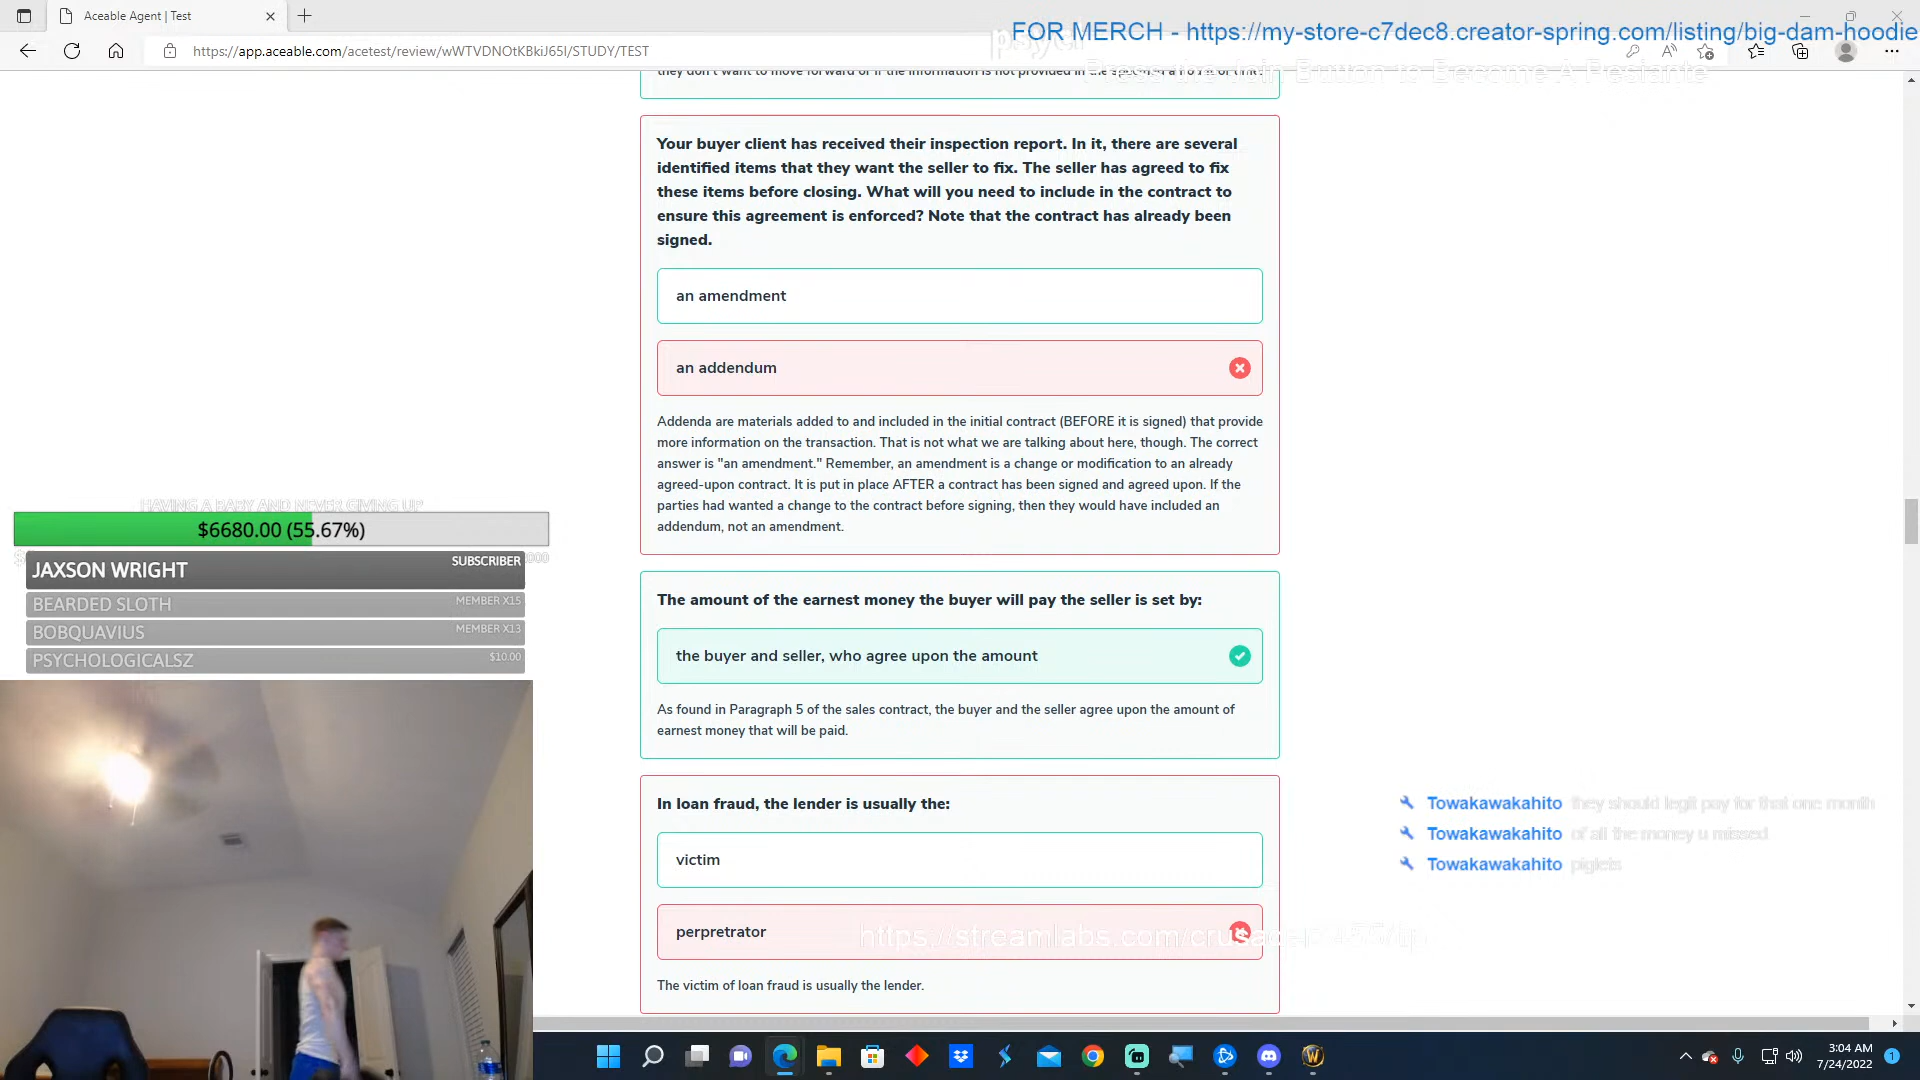 Aceable Agent | Test
FOR MERCH - https://my-store-c7dec8.creator-spring.com/listing/big-dam-hoodie
https://app.aceable.com/acetest/review/wWTVDNOtKBkiJ65I/STUDY/TEST
Press the Join Button to Become A Pesiante
Your buyer client has received their inspection report. In it, there are several
identified items that they want the seller to fix. The seller has agreed to fix
these items before closing. What will you need to include in the contract to
ensure this agreement is enforced? Note that the contract has already been
signed.
an amendment
an addendum
Addenda are materials added to and included in the initial contract (BEFORE it is signed) that provide
more information on the transaction. That is not what we are talking about here, though. The correct
answer is "an amendment." Remember, an amendment is a change or modification to an already
agreed-upon contract. It is put in place AFTER a contract has been signed and agreed upon. If the
parties had wanted a change to the contract before signing, then they would have included an
addendum, not an amendment.
HAVING A BABY AND NEVER GIVING UP
$6680.00 (55.67%)
JAXSON WRIGHT SUBSCRIBER
BEARDED SLOTH MEMBER X15
BOBQUAVIUS MEMBER X13
PSYCHOLOGICALSZ $10.00
The amount of the earnest money the buyer will pay the seller is set by:
the buyer and seller, who agree upon the amount
As found in Paragraph 5 of the sales contract, the buyer and the seller agree upon the amount of
earnest money that will be paid.
In loan fraud, the lender is usually the:
victim
perpretrator
The victim of loan fraud is usually the lender.
Towakawakahito they should legit pay for that one month
Towakawakahito of all the money u missed
Towakawakahito piglets
3:04 AM
7/24/2022
1